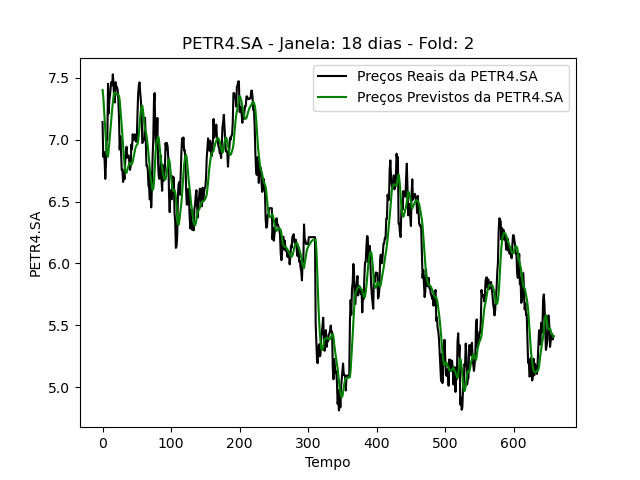 PETR4.SA - Janela: 18 dias - Fold: 2
Preços Reais da PETR4.SA
Preços Previstos da PETR4.SA
7.5
7.0
6.5
6.0
5.5
5.0
PETR4.SA
0 100 200 300 400 500 600
Tempo